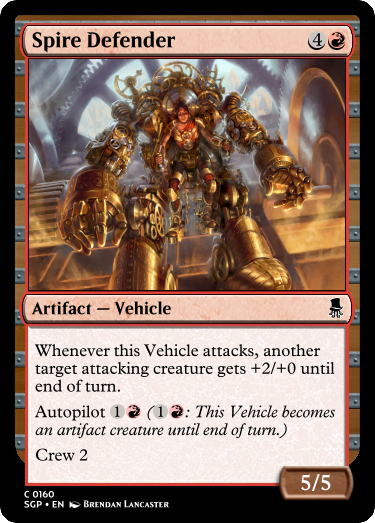 Spire Defender 4
Artifact — Vehicle
Whenever this Vehicle attacks, another
target attacking creature gets +2/+0 until
end of turn.
Autopilot 1 (1: This Vehicle becomes
an artifact creature until end of turn.)
Crew 2
5/5
C 0160
SGP • EN Brendan Lancaster